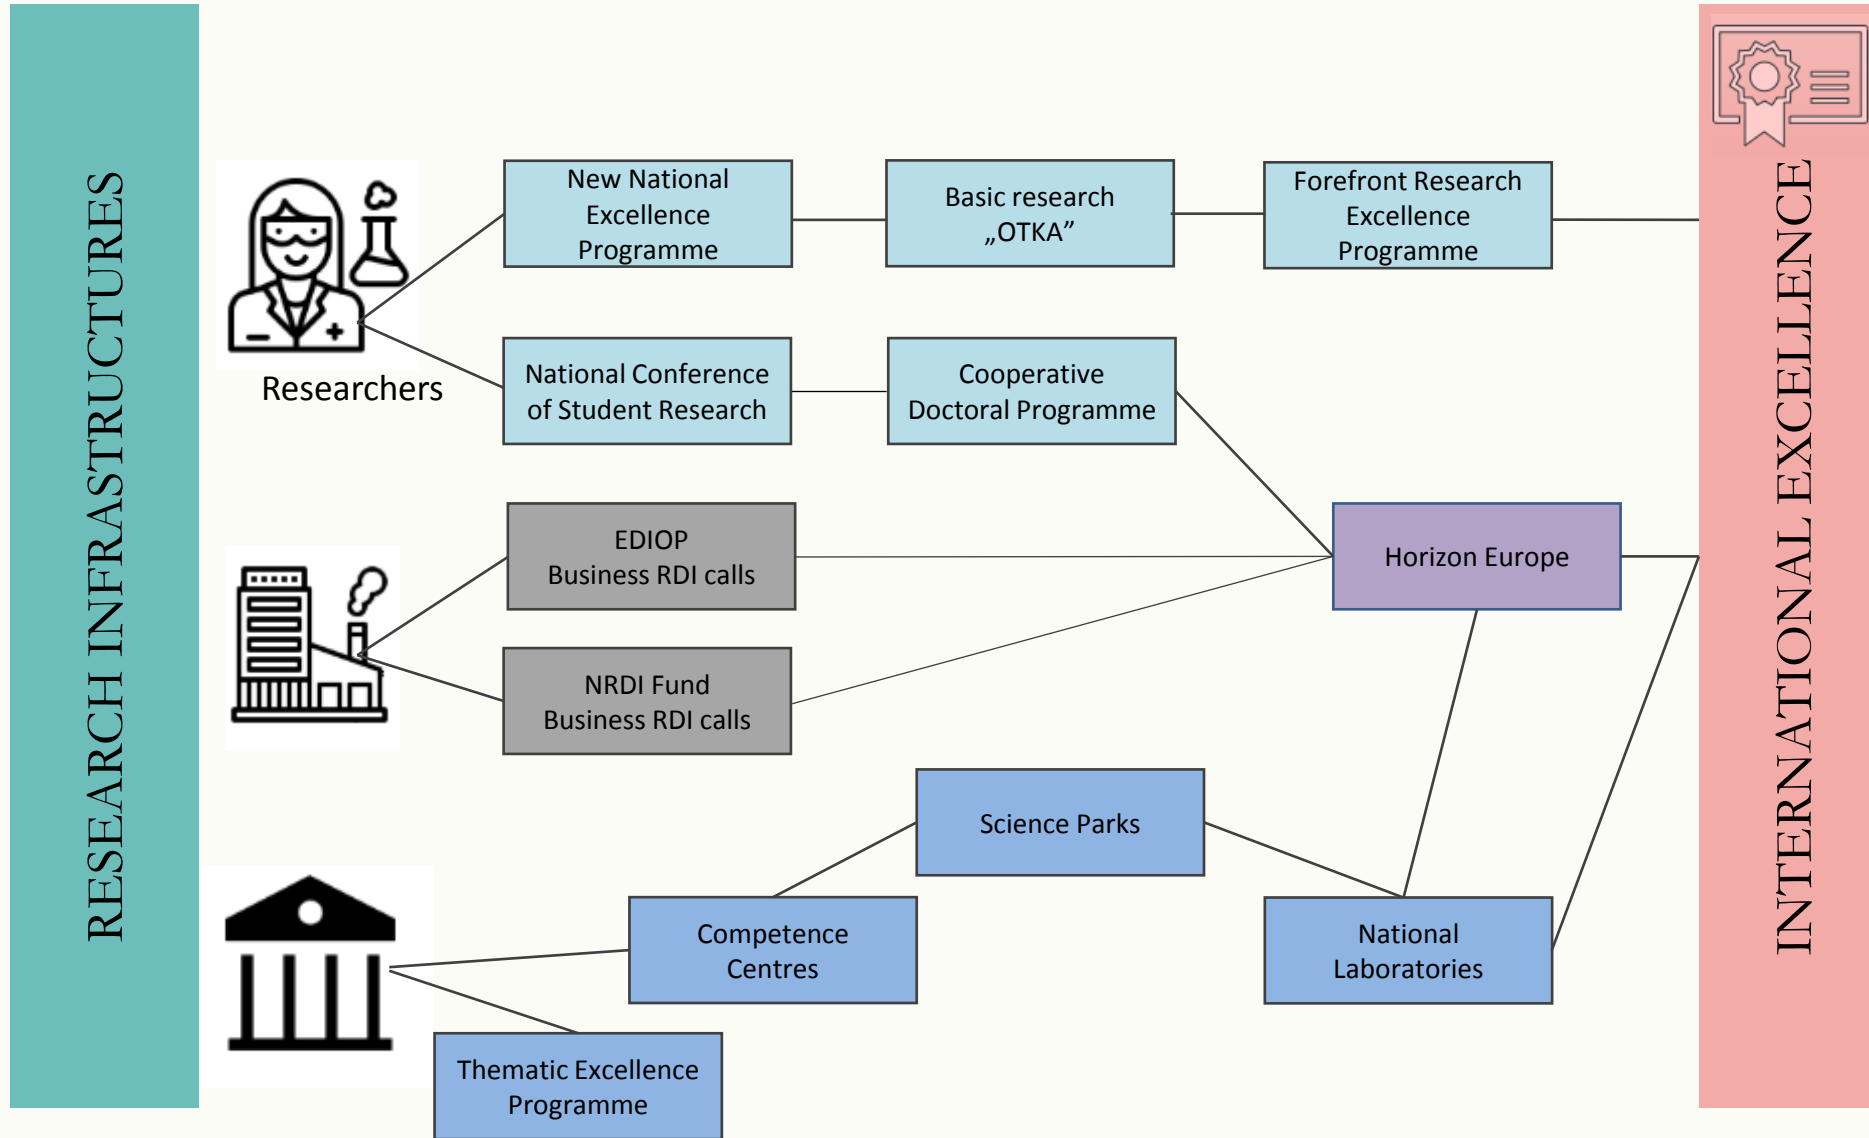 RESEARCH INFRASTRUCTURES
New National
Excellence
Programme
Basic research
„OTKA”
Forefront Research
Excellence
Programme
Researchers
National Conference
of Student Research
Cooperative
Doctoral Programme
EDIOP
Business RDI calls
Horizon Europe
NRDI Fund
Business RDI calls
Science Parks
Competence
Centres
National
Laboratories
Thematic Excellence
Programme
INTERNATIONAL EXCELLENCE